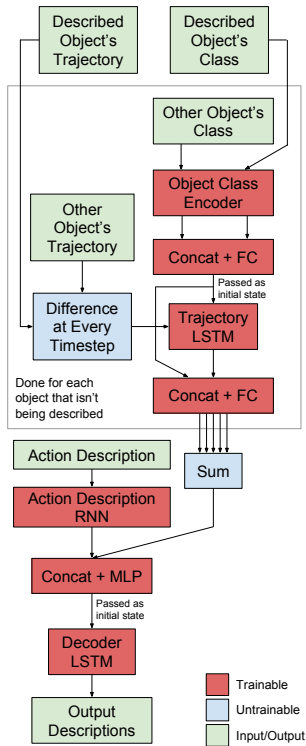 Described
Object's
Trajectory
Described
Object's
Class
Other Object's
Class
Object Class
Encoder
Other
Object's
Trajectory
Concat + FC
Passed as
initial state
Difference
at Every
Timestep
Trajectory
LSTM
Done for each
object that isn't
being described
Concat + FC
Action Description
Sum
Action Description
RNN
Concat + MLP
Passed as
initial state
Decoder
LSTM
Output
Descriptions
Trainable
Untrainable
Input/Output